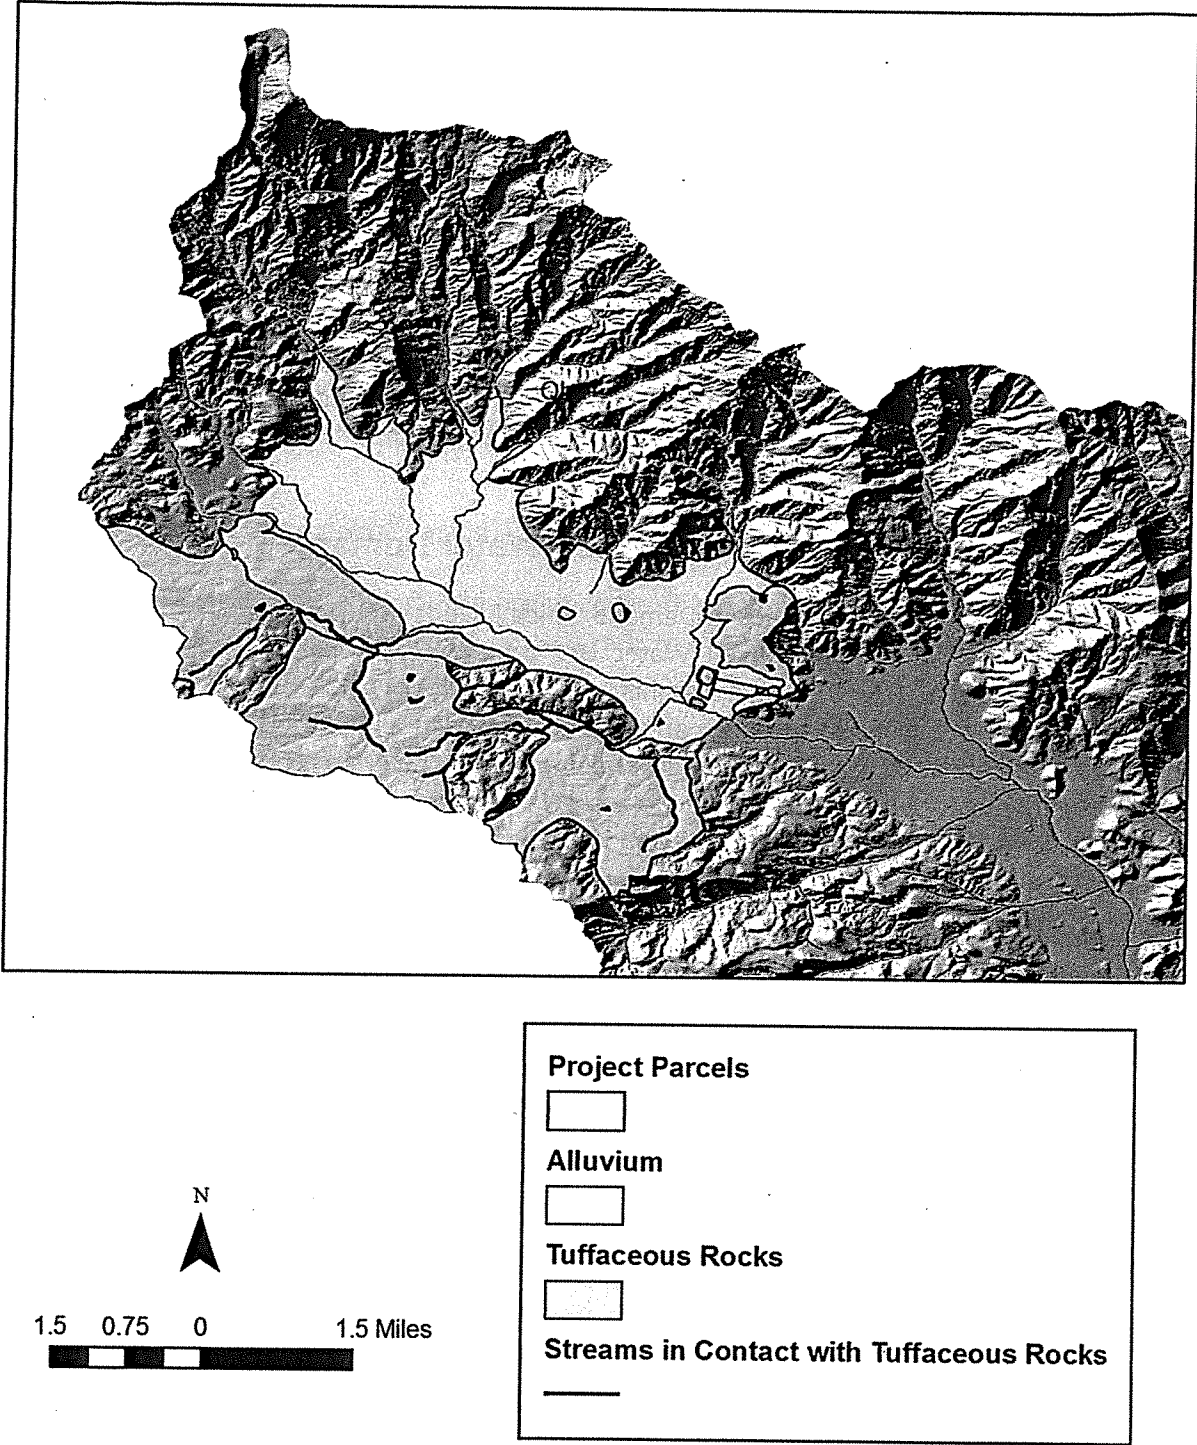 Project Parcels
Alluvium
Tuffaceous Rocks
Streams in Contact with Tuffaceous Rocks
N
1.5 0.75 0 1.5 Miles